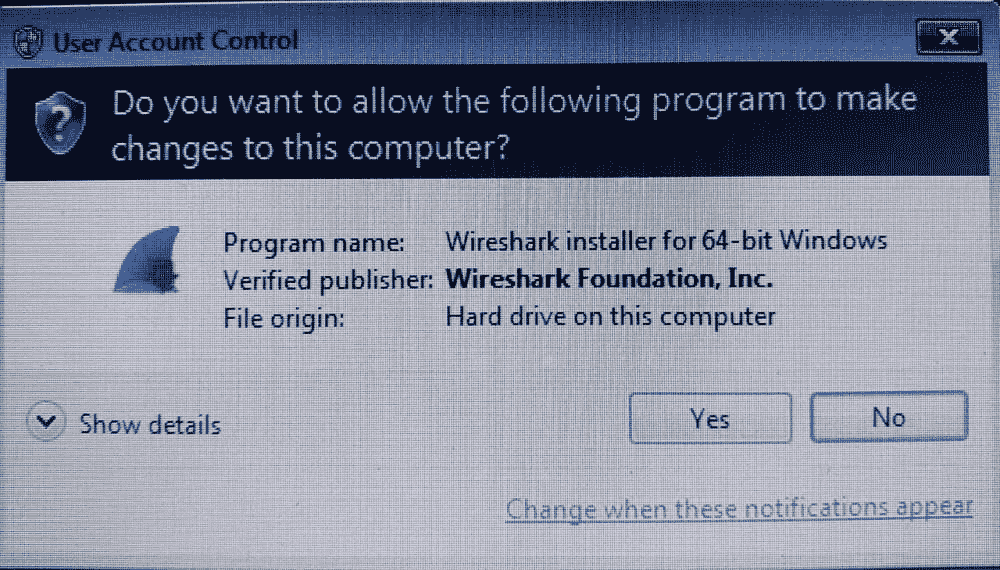 User Account Control
Do you want to allow the following program to make
changes to this computer?
Program name: Wireshark installer for 64-bit Windows
Verified publisher: Wireshark Foundation, Inc.
File origin: Hard drive on this computer
Show details
Yes
No
Change when these notifications appear